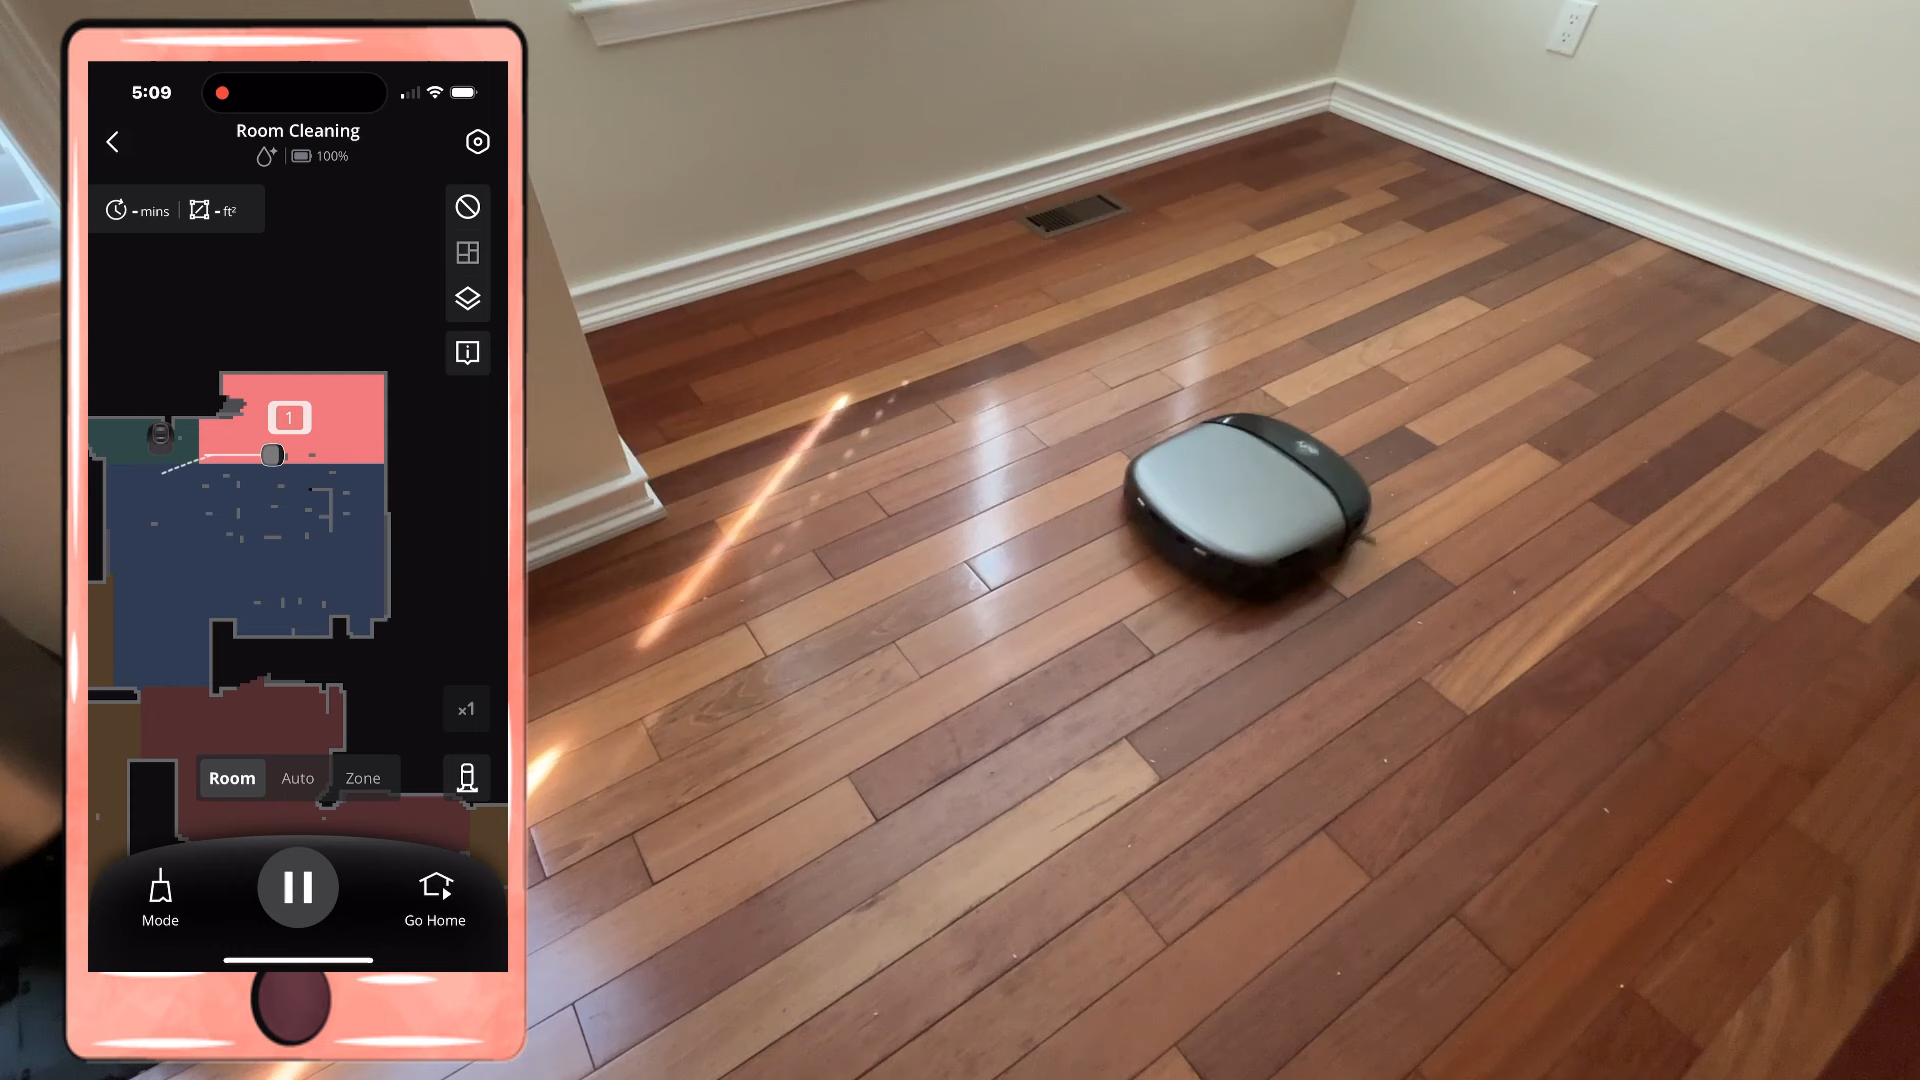 5:09
Room Cleaning
100%
- mins
- ft²
1
x1
Room Auto Zone
Mode
Go Home